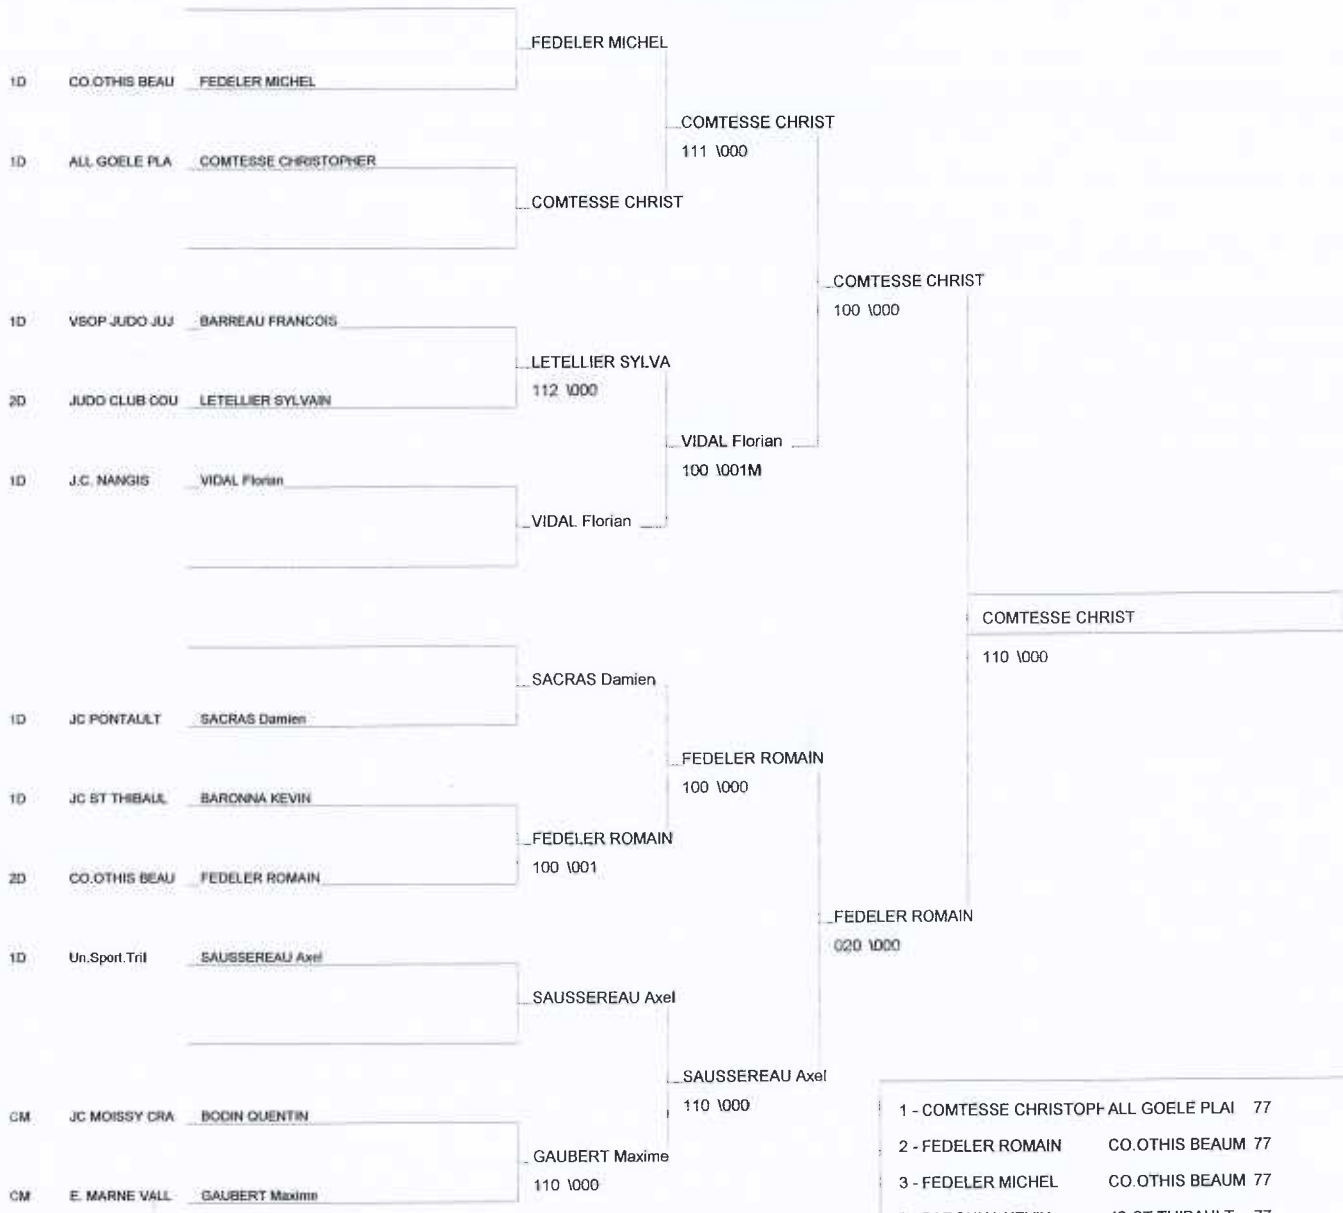 FEDELER MICHEL
1D CO.OTHIS BEAU FEDELER MICHEL
COMTESSE CHRIST
111 \000
1D ALL GOELE PLA COMTESSE CHRISTOPHER
COMTESSE CHRIST
COMTESSE CHRIST
100 \000
1D VSOP JUDO JUJ BARREAU FRANCOIS
LETELLIER SYLVA
112 \000
2D JUDO CLUB COU LETELLIER SYLVAIN
VIDAL Florian
100 \001M
1D J.C. NANGIS VIDAL Florian
VIDAL Florian
COMTESSE CHRIST
110 \000
SACRAS Damien
1D JC PONTAULT SACRAS Damien
FEDELER ROMAIN
100 \000
1D JC ST THIBAUL BARONNA KEVIN
FEDELER ROMAIN
100 \001
2D CO.OTHIS BEAU FEDELER ROMAIN
FEDELER ROMAIN
020 \000
1D Un.Sport.Tril SAUSSEREAU Axel
SAUSSEREAU Axel
SAUSSEREAU Axel
110 \000
CM JC MOISSY CRA BODIN QUENTIN
GAUBERT Maxime
110 \000
CM E. MARNE VALL GAUBERT Maxime
1 - COMTESSE CHRISTOPH ALL GOELE PLAI 77
2 - FEDELER ROMAIN CO.OTHIS BEAUM 77
3 - FEDELER MICHEL CO.OTHIS BEAUM 77